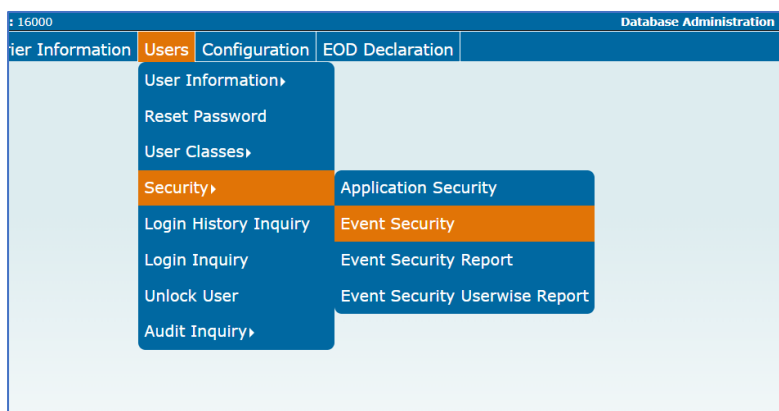 : 16000 Database Administration
ier Information Users Configuration EOD Declaration
User Information
Reset Password
User Classes
Security Application Security
Login History Inquiry Event Security
Login Inquiry Event Security Report
Unlock User Event Security Userwise Report
Audit Inquiry